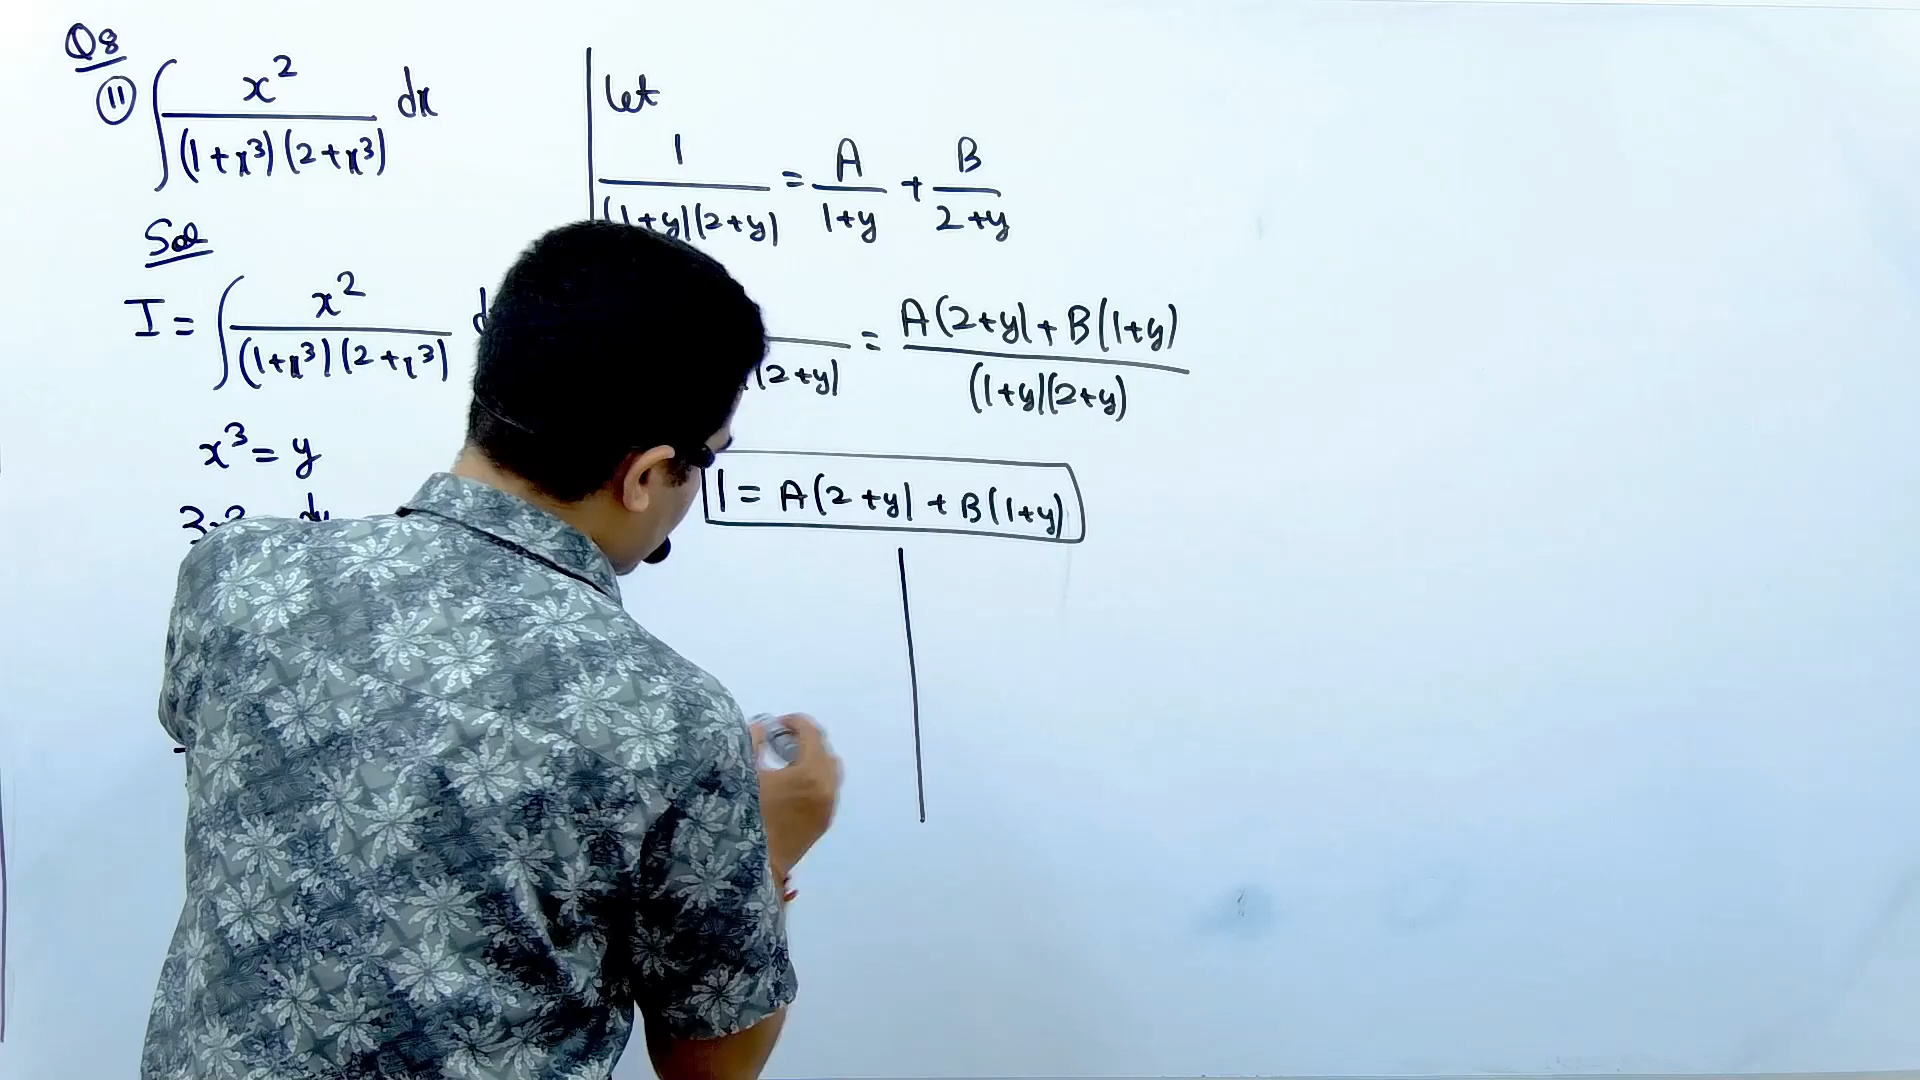 Q8
(11) ∫ x² / (1+x³)(2+x³) dx
Sol
I = ∫ x² / (1+x³)(2+x³)
x³ = y
let
1 / (1+y)(2+y) = A / 1+y + B / 2+y
(2+y) = A(2+y) + B(1+y) / (1+y)(2+y)
1 = A(2+y) + B(1+y)